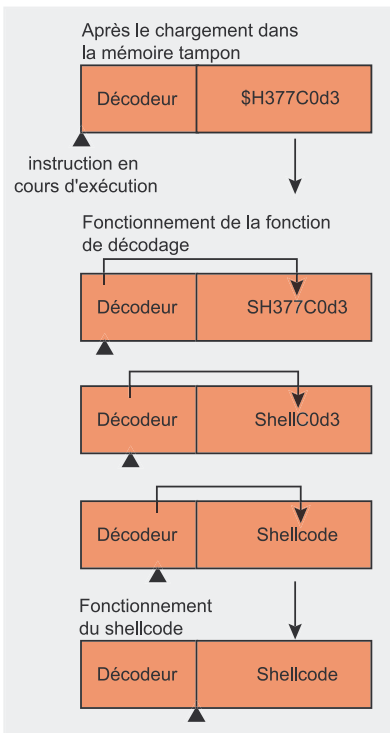 Après le chargement dans
la mémoire tampon
Décodeur $H377C0d3
instruction en
cours d'exécution
Fonctionnement de la fonction
de décodage
Décodeur SH377C0d3
Décodeur ShellC0d3
Décodeur Shellcode
Fonctionnement
du shellcode
Décodeur Shellcode